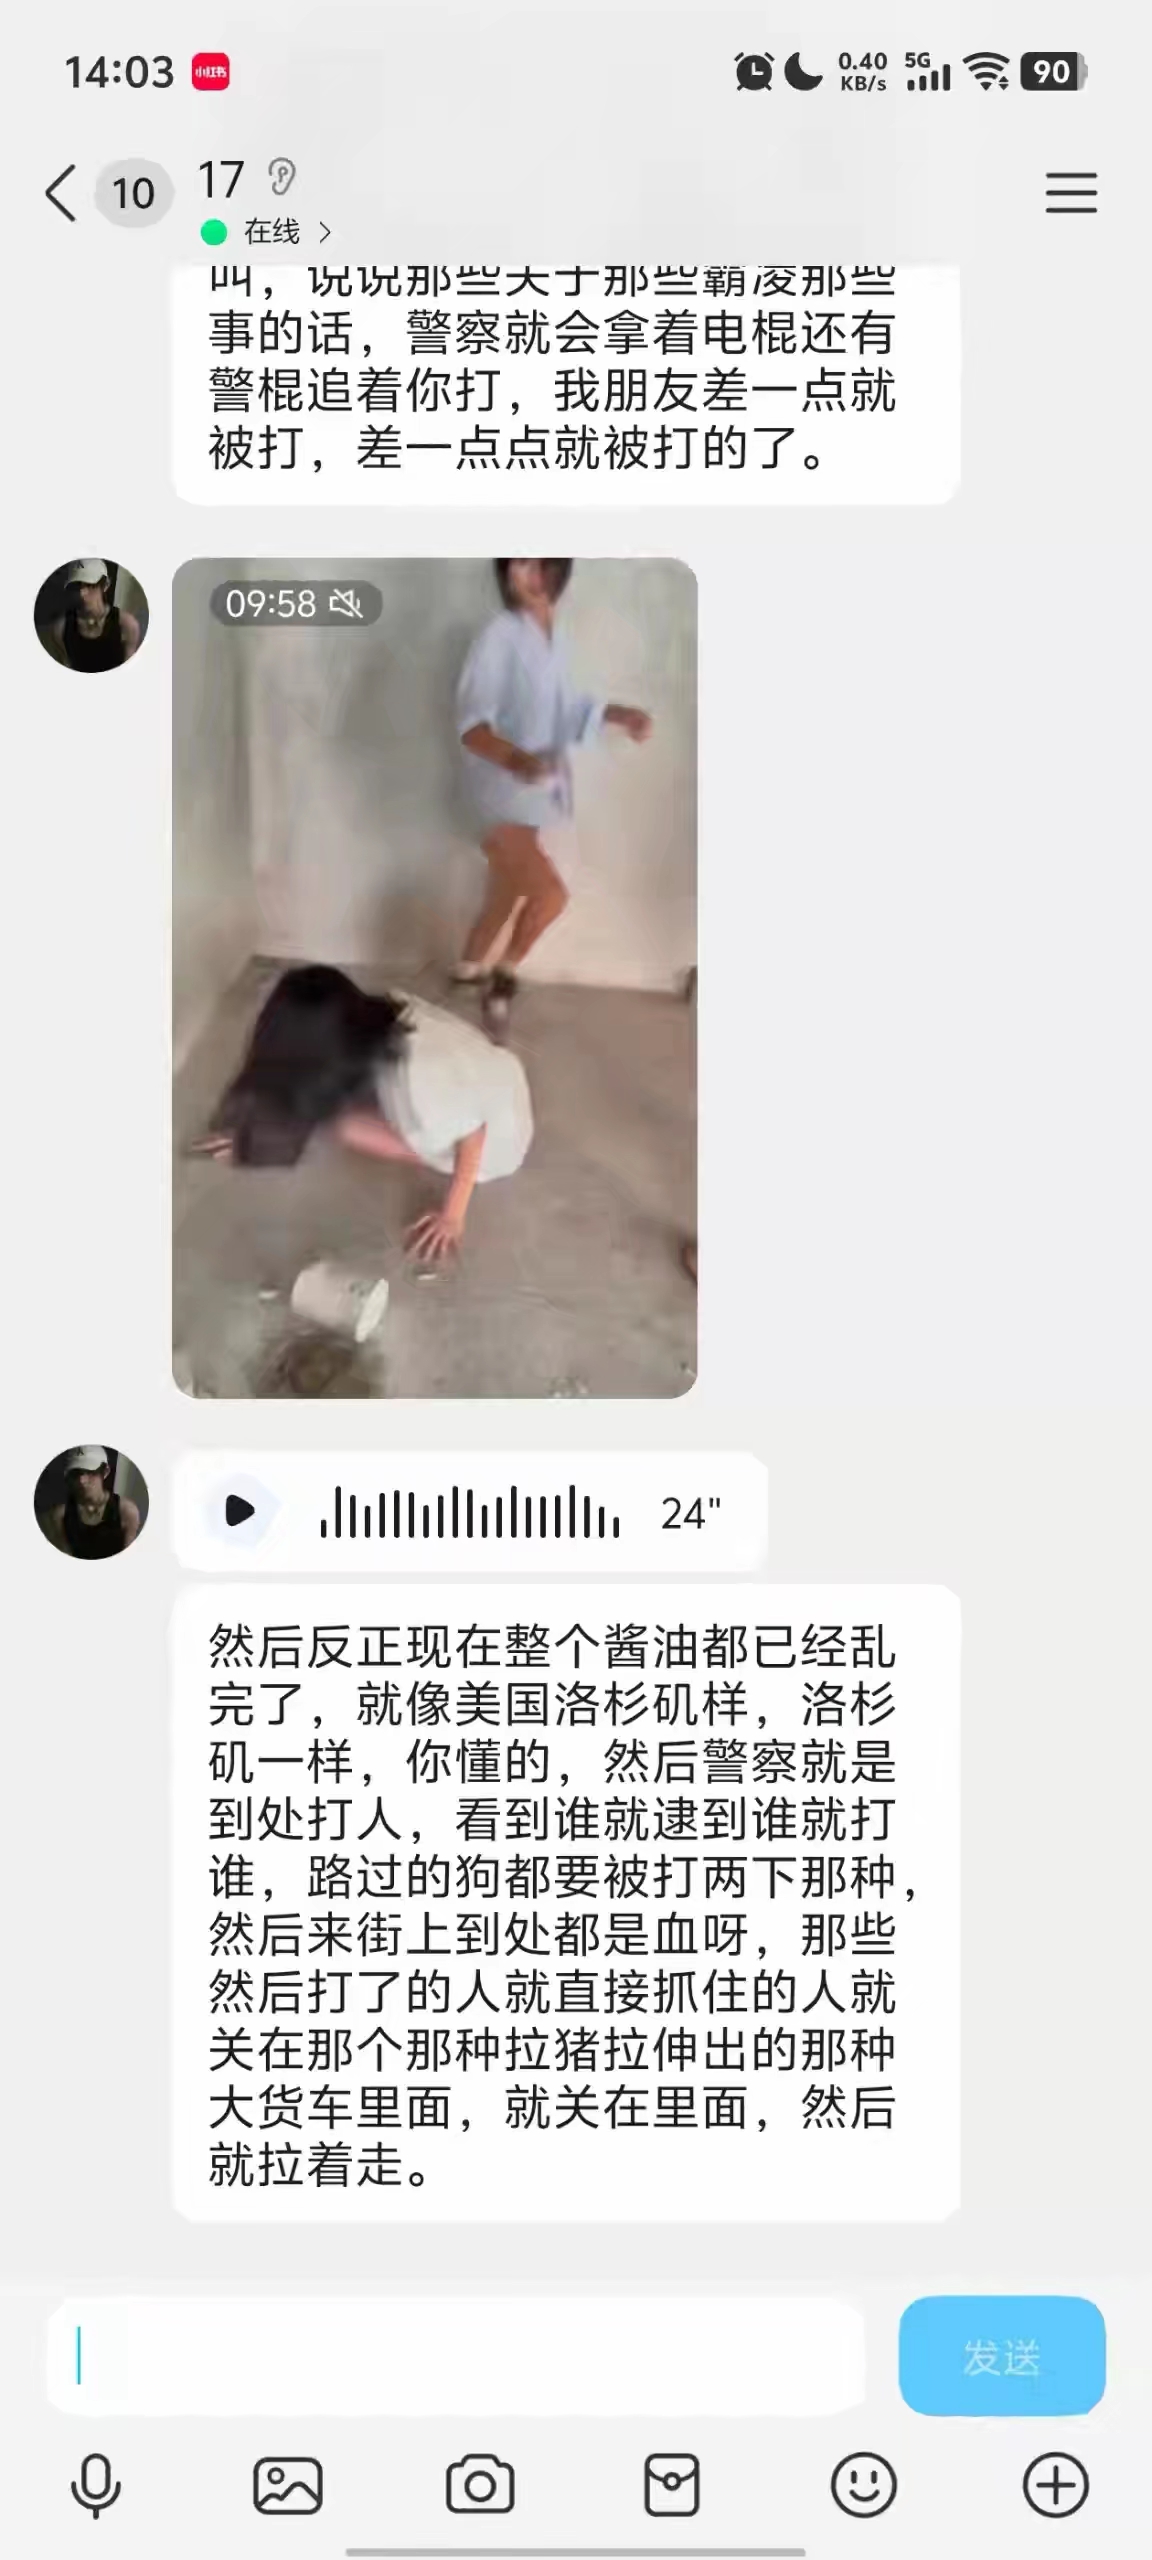 14:03
小红书
0.40
KB/s
5G
90
10
17
在线
叫，说说那些关于那些霸凌那些
事的话，警察就会拿着电棍还有
警棍追着你打，我朋友差一点就
被打，差一点点就被打的了。
09:58
24"
然后反正现在整个酱油都已经乱
完了，就像美国洛杉矶样，洛杉
矶一样，你懂的，然后警察就是
到处打人，看到谁就逮到谁就打
谁，路过的狗都要被打两下那种，
然后来街上到处都是血呀，那些
然后打了的人就直接抓住的人就
关在那个那种拉猪拉伸出的那种
大货车里面，就关在里面，然后
就拉着走。
发送